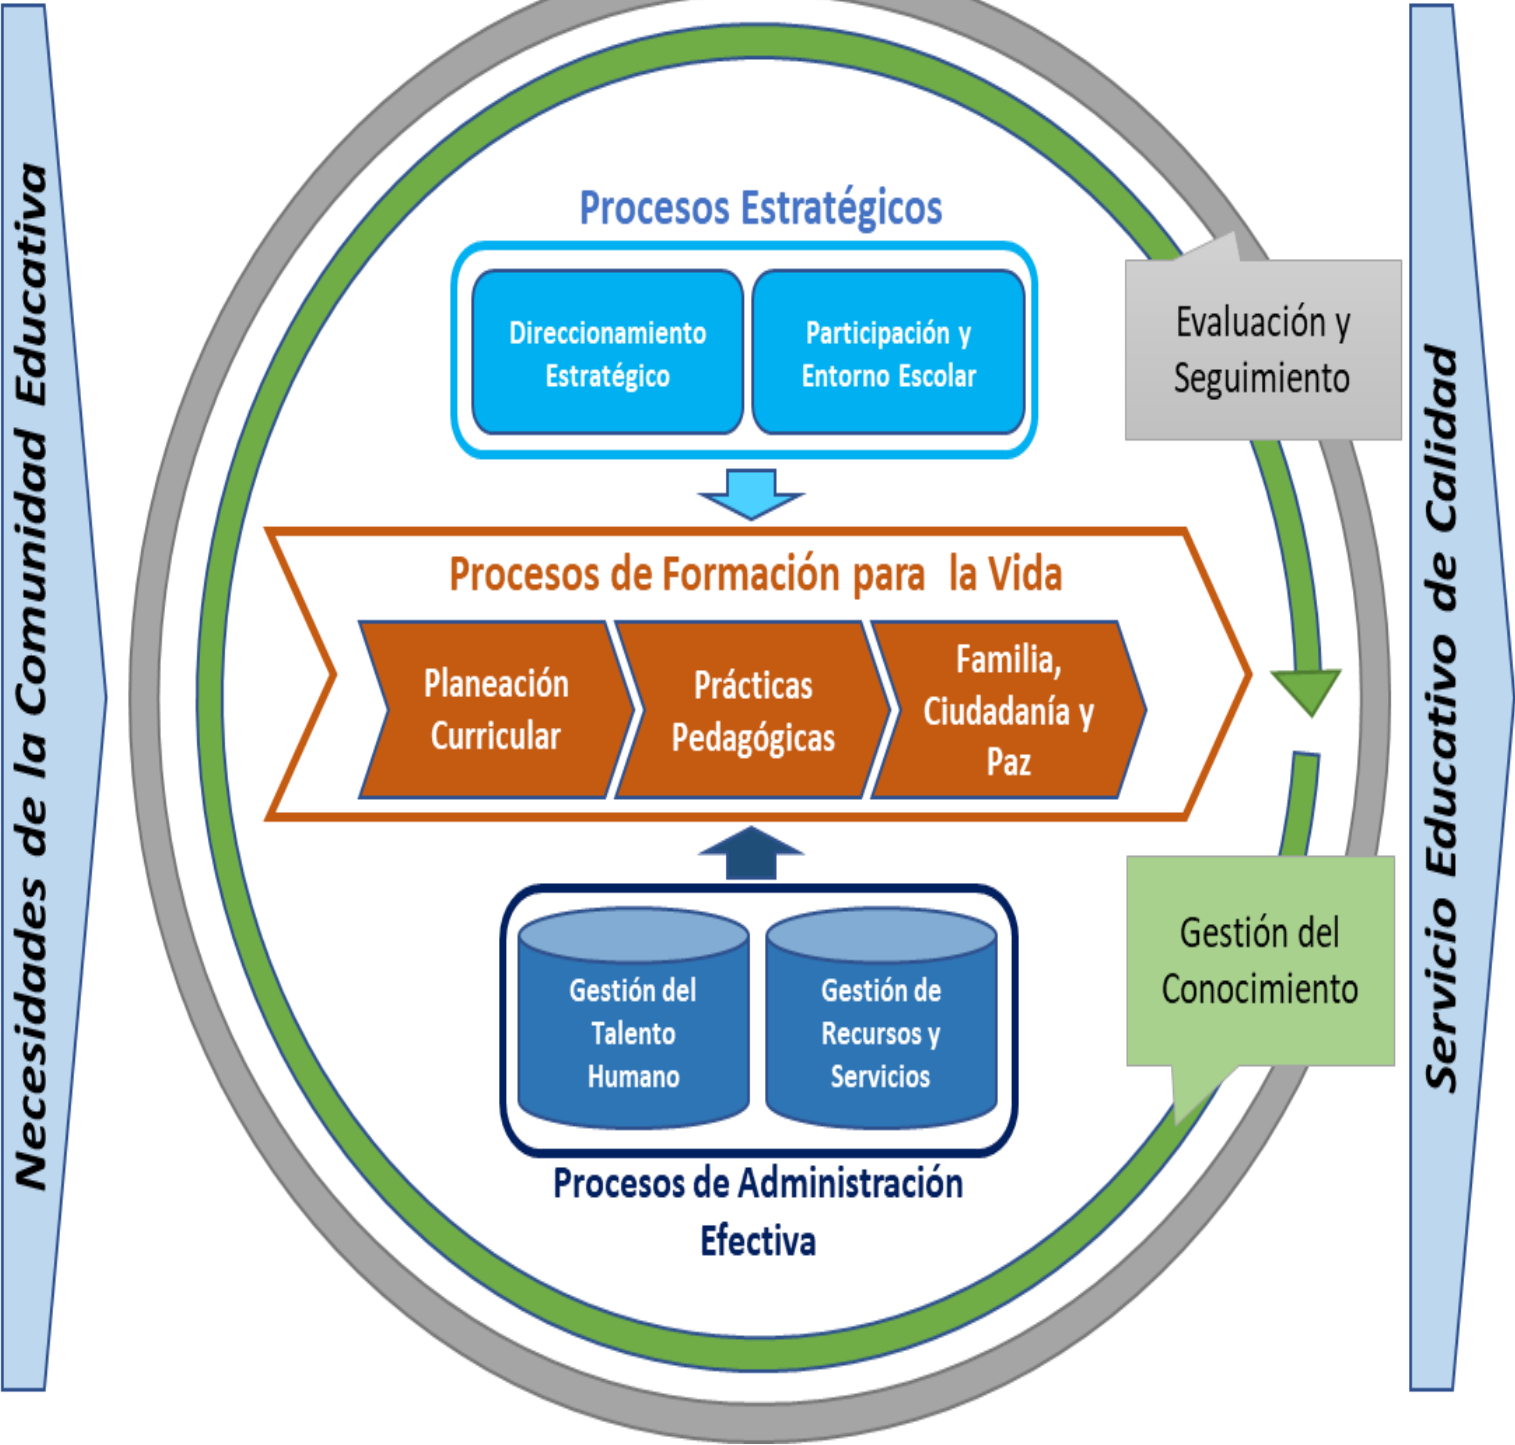 Necesidades de la Comunidad Educativa
Procesos Estratégicos
Direccionamiento
Estratégico
Participación y
Entorno Escolar
Evaluación y
Seguimiento
Procesos de Formación para la Vida
Planeación
Curricular
Prácticas
Pedagógicas
Familia,
Ciudadanía y
Paz
Gestión del
Talento
Humano
Gestión de
Recursos y
Servicios
Procesos de Administración
Efectiva
Gestión del
Conocimiento
Servicio Educativo de Calidad